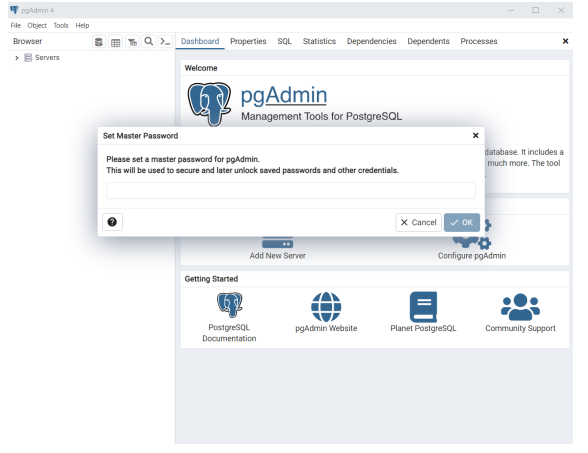 pgAdmin 4
File Object Tools Help
Browser
Dashboard Properties SQL Statistics Dependencies Dependents Processes
Servers
Welcome
pgAdmin
Management Tools for PostgreSQL
Set Master Password
Please set a master password for pgAdmin.
This will be used to secure and later unlock saved passwords and other credentials.
database. It includes a
much more. The tool
Cancel
OK
Add New Server
Configure pgAdmin
Getting Started
PostgreSQL
Documentation
pgAdmin Website
Planet PostgreSQL
Community Support